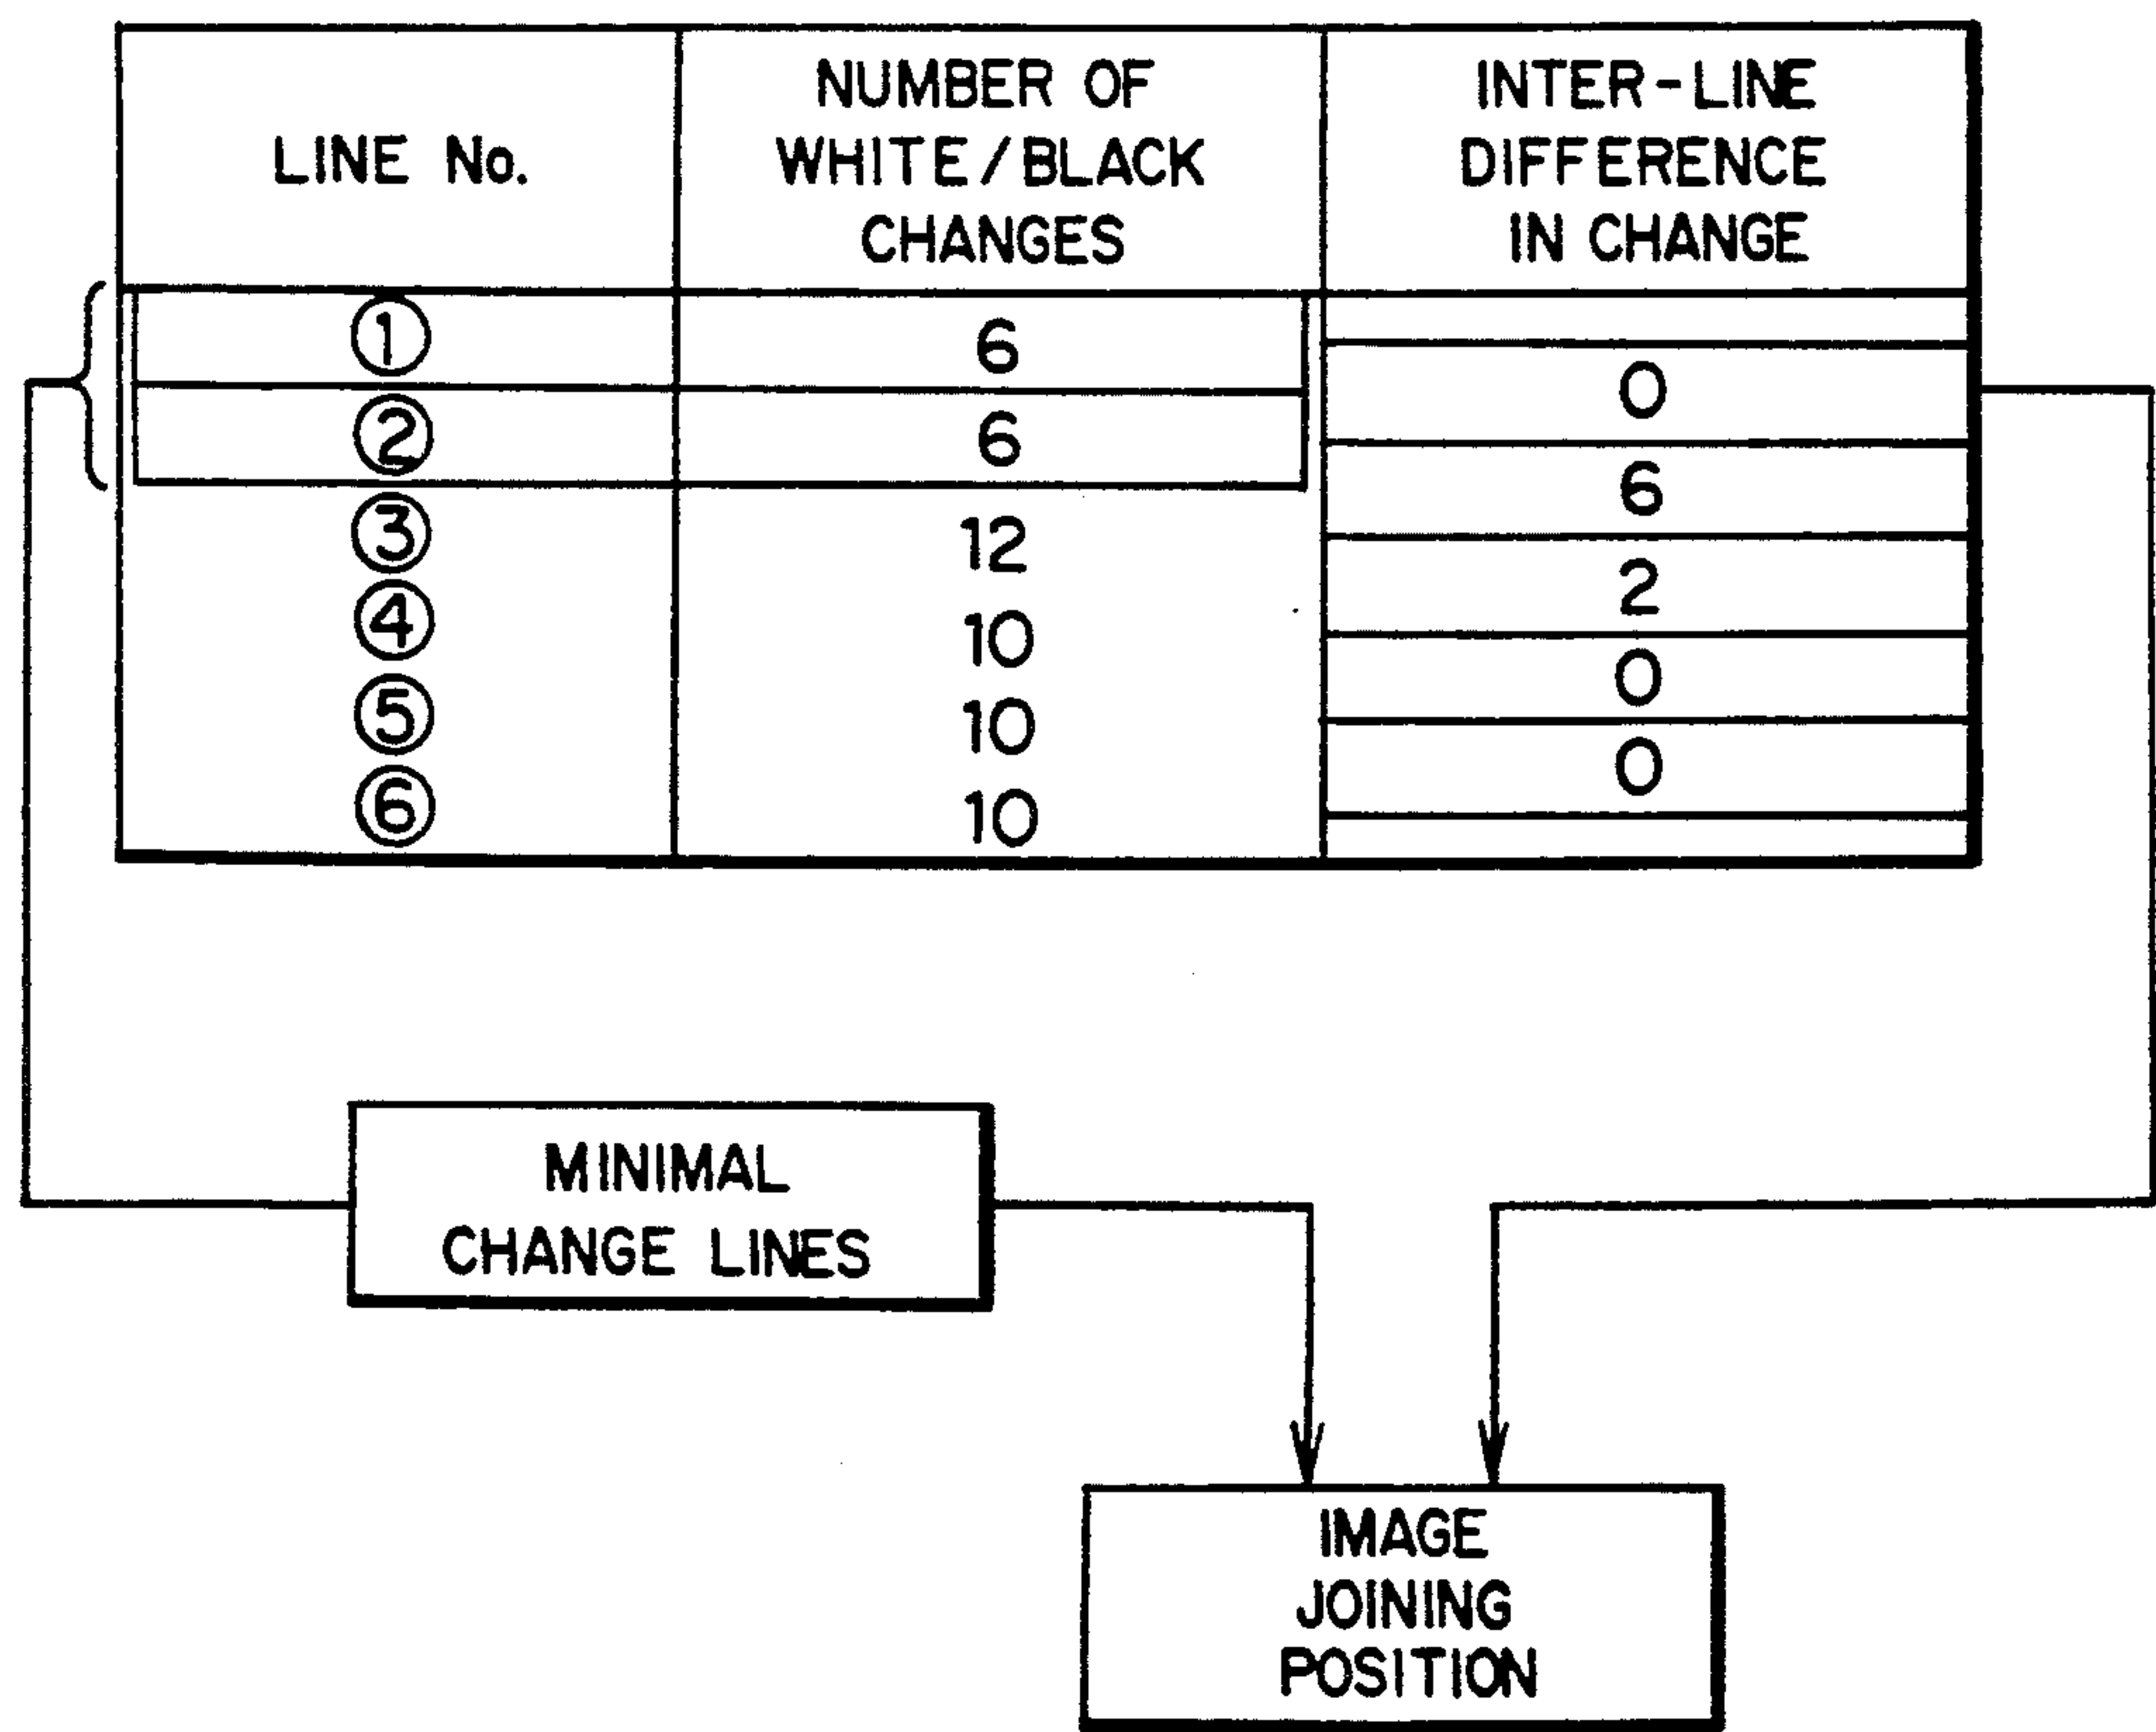 LINE No.
NUMBER OF
WHITE/BLACK
CHANGES
INTER-LINE
DIFFERENCE
IN CHANGE
① 6
0
② 6
6
③ 12
2
④ 10
0
⑤ 10
0
⑥ 10
MINIMAL
CHANGE LINES
IMAGE
JOINING
POSITION